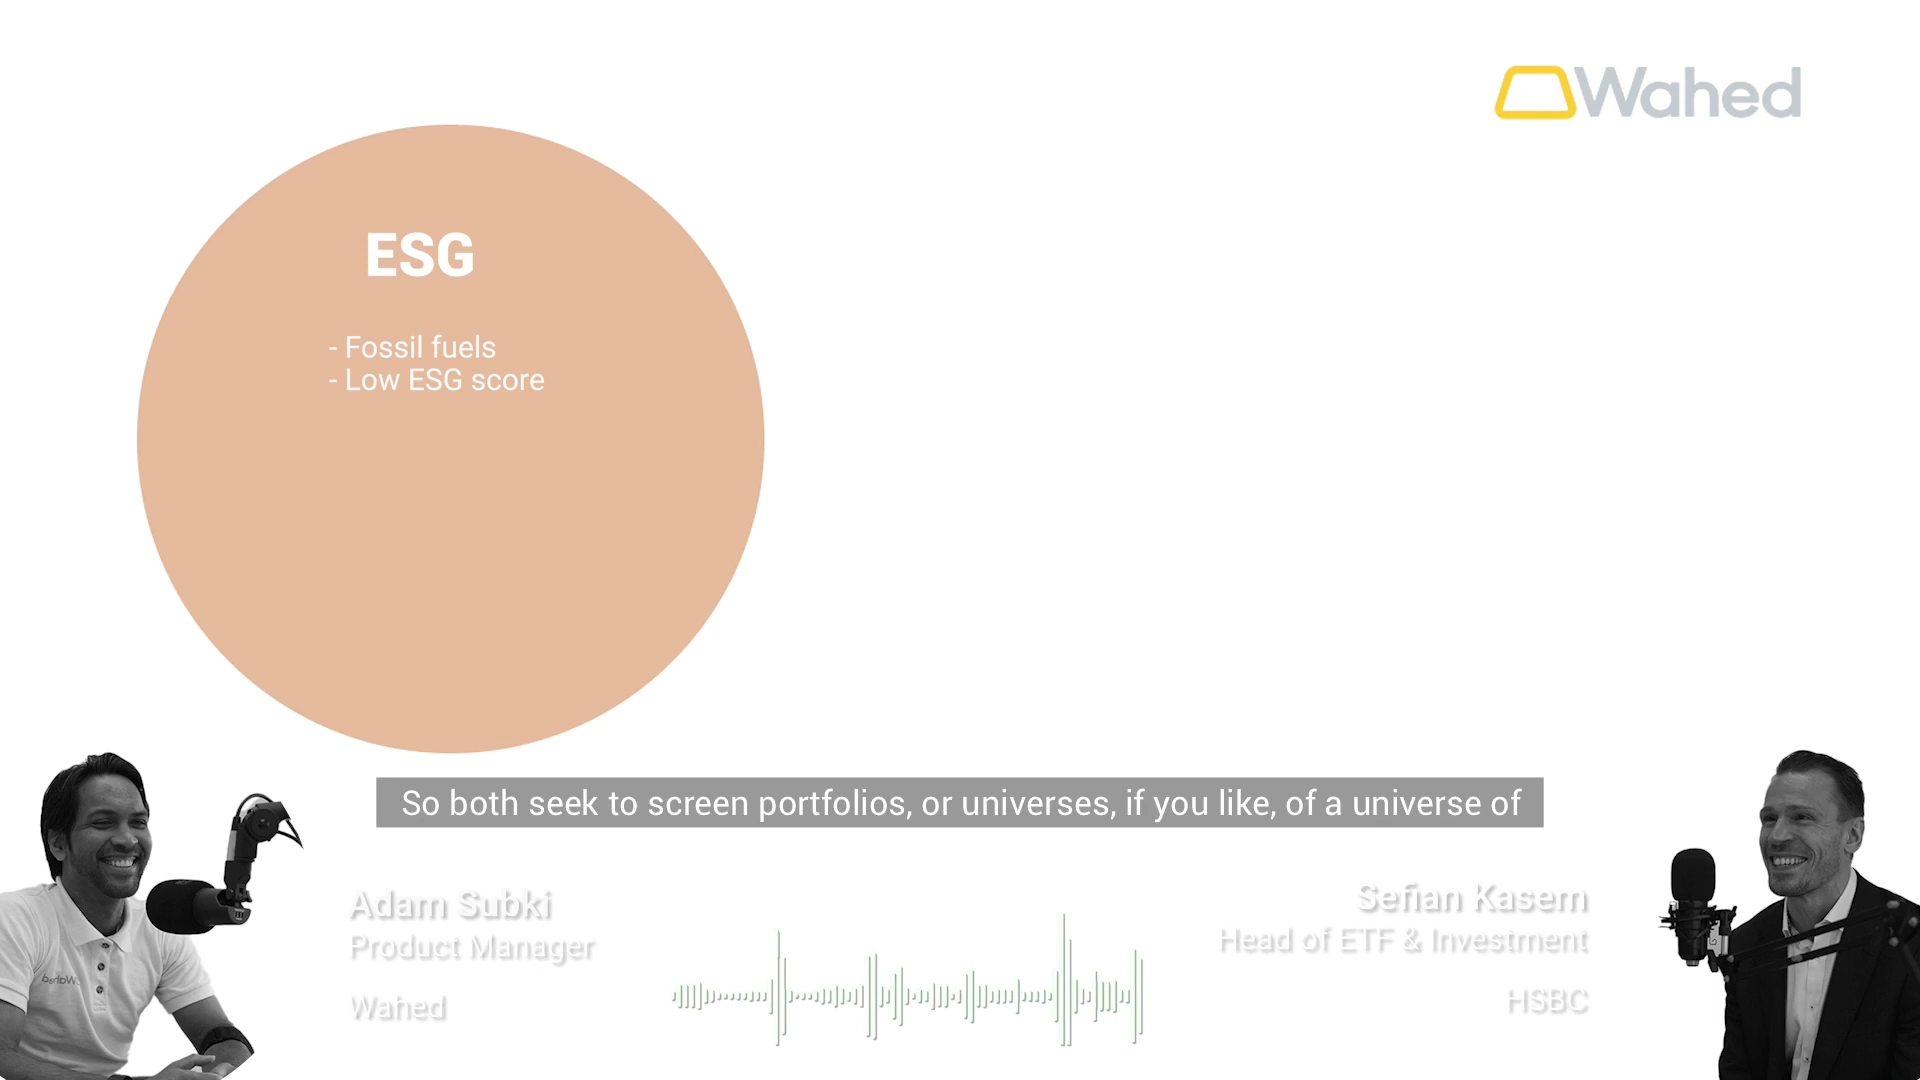 Wahed
ESG
- Fossil fuels
- Low ESG score
So both seek to screen portfolios, or universes, if you like, of a universe of
Adam Subki
Product Manager
Wahed
Sefian Kasem
Head of ETF & Investment
HSBC
Wahed